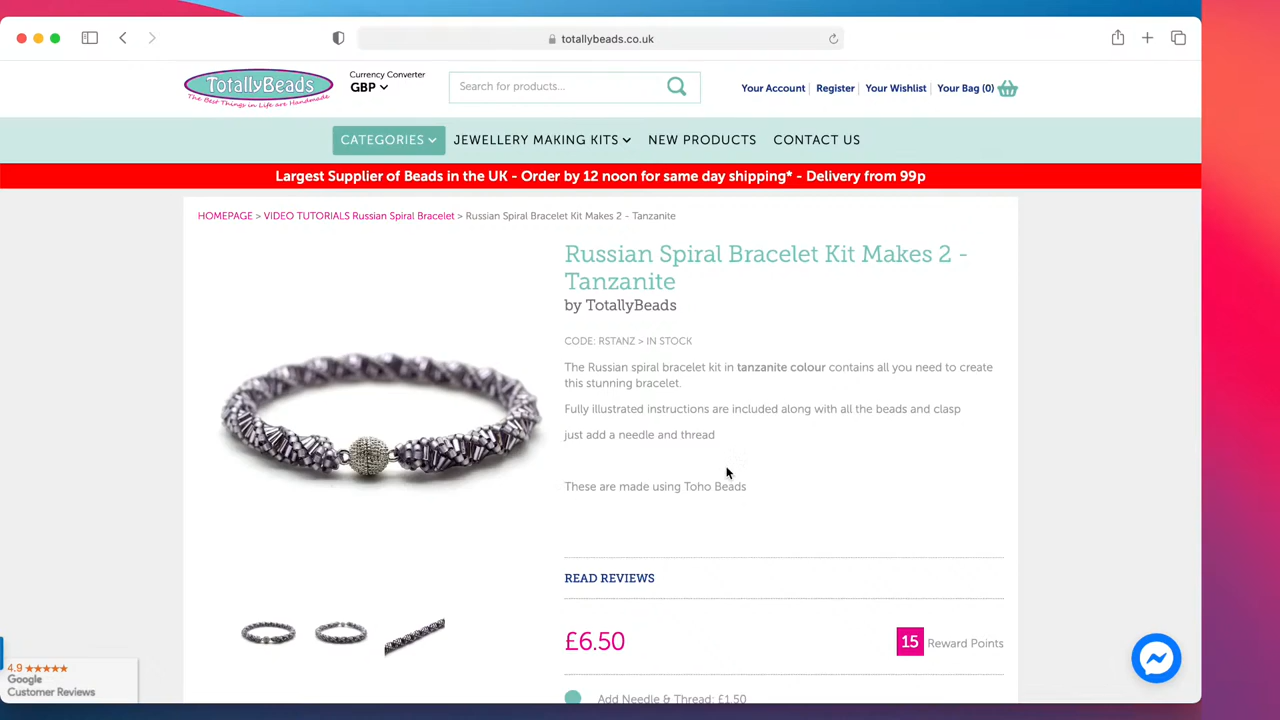 totallybeads.co.uk
TotallyBeads
The Best Things in Life are Handmade
Currency Converter
GBP
Search for products...
Your Account
Register
Your Wishlist
Your Bag (0)
CATEGORIES
JEWELLERY MAKING KITS
NEW PRODUCTS
CONTACT US
Largest Supplier of Beads in the UK - Order by 12 noon for same day shipping* - Delivery from 99p
HOMEPAGE > VIDEO TUTORIALS Russian Spiral Bracelet > Russian Spiral Bracelet Kit Makes 2 - Tanzanite
Russian Spiral Bracelet Kit Makes 2 -
Tanzanite
by TotallyBeads
CODE: RSTANZ > IN STOCK
The Russian spiral bracelet kit in tanzanite colour contains all you need to create
this stunning bracelet.
Fully illustrated instructions are included along with all the beads and clasp
just add a needle and thread
These are made using Toho Beads
READ REVIEWS
£6.50
15 Reward Points
Add Needle & Thread: £1.50
4.9 ★★★★★
Google
Customer Reviews